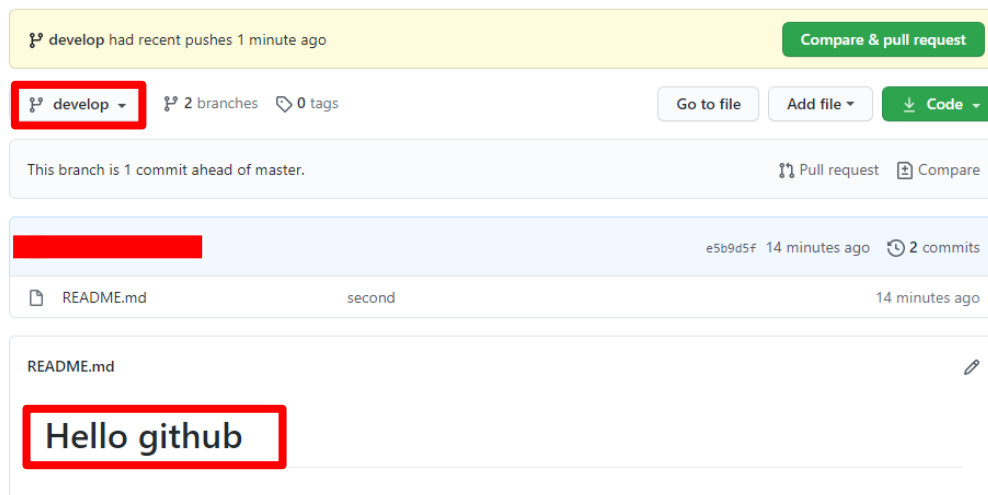 develop had recent pushes 1 minute ago Compare & pull request
develop 2 branches 0 tags Go to file Add file Code
This branch is 1 commit ahead of master. Pull request Compare
e5b9d5f 14 minutes ago 2 commits
README.md second 14 minutes ago
README.md
Hello github